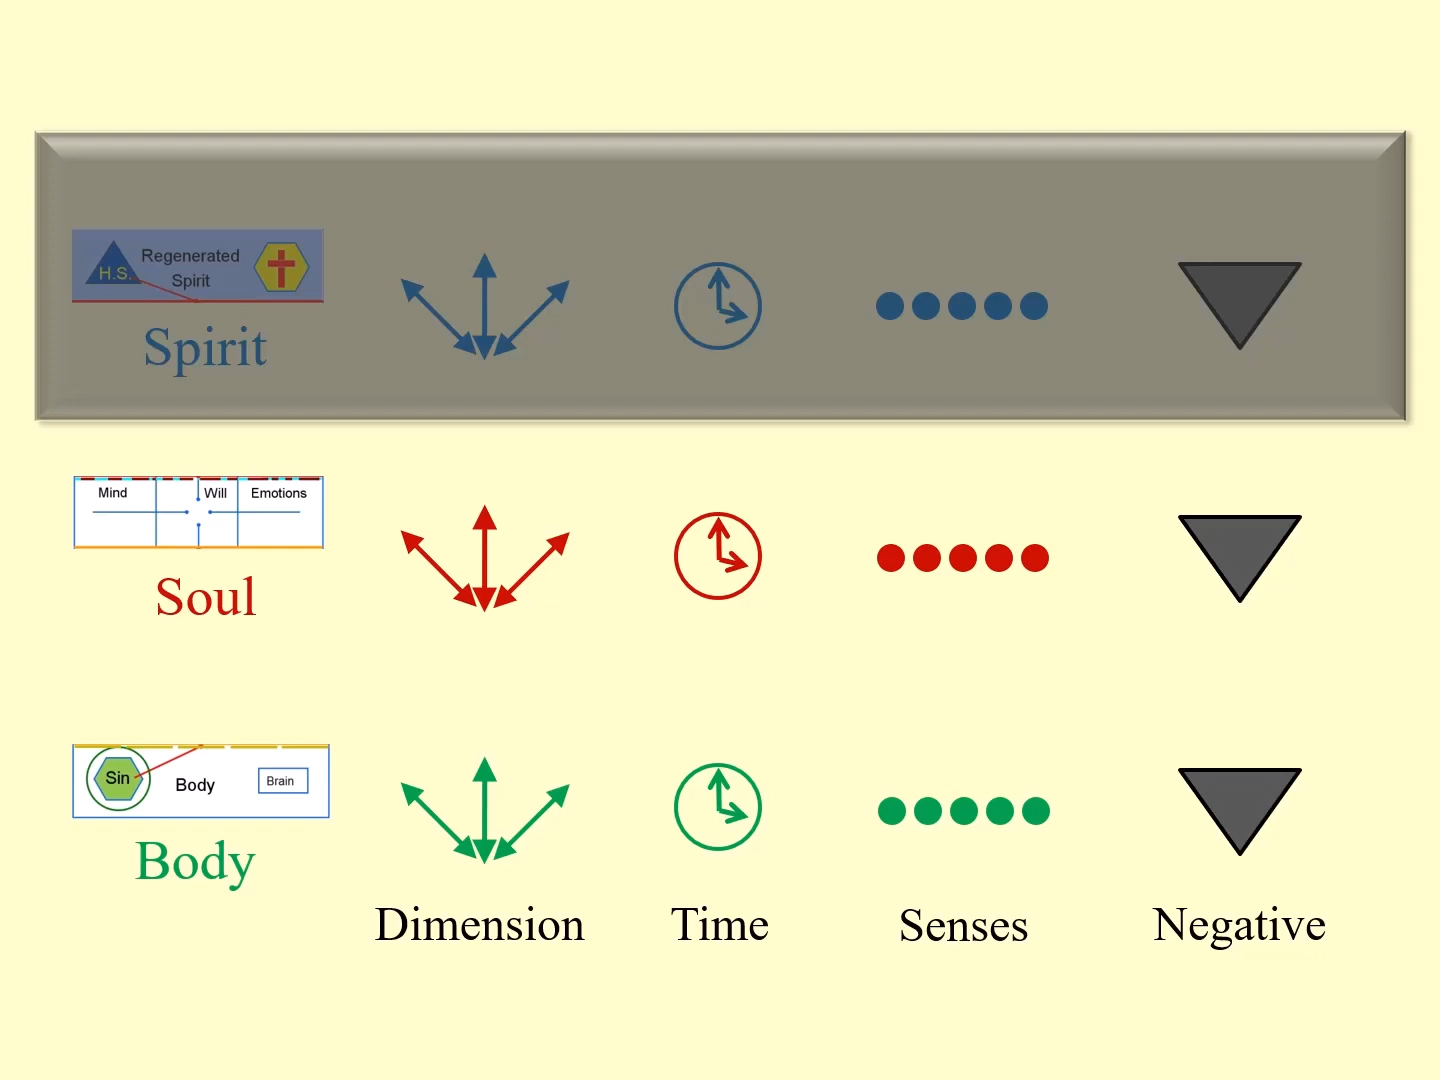 H.S.
Regenerated
Spirit
Spirit
Mind
Will
Emotions
Soul
Sin
Body
Brain
Body
Dimension
Time
Senses
Negative